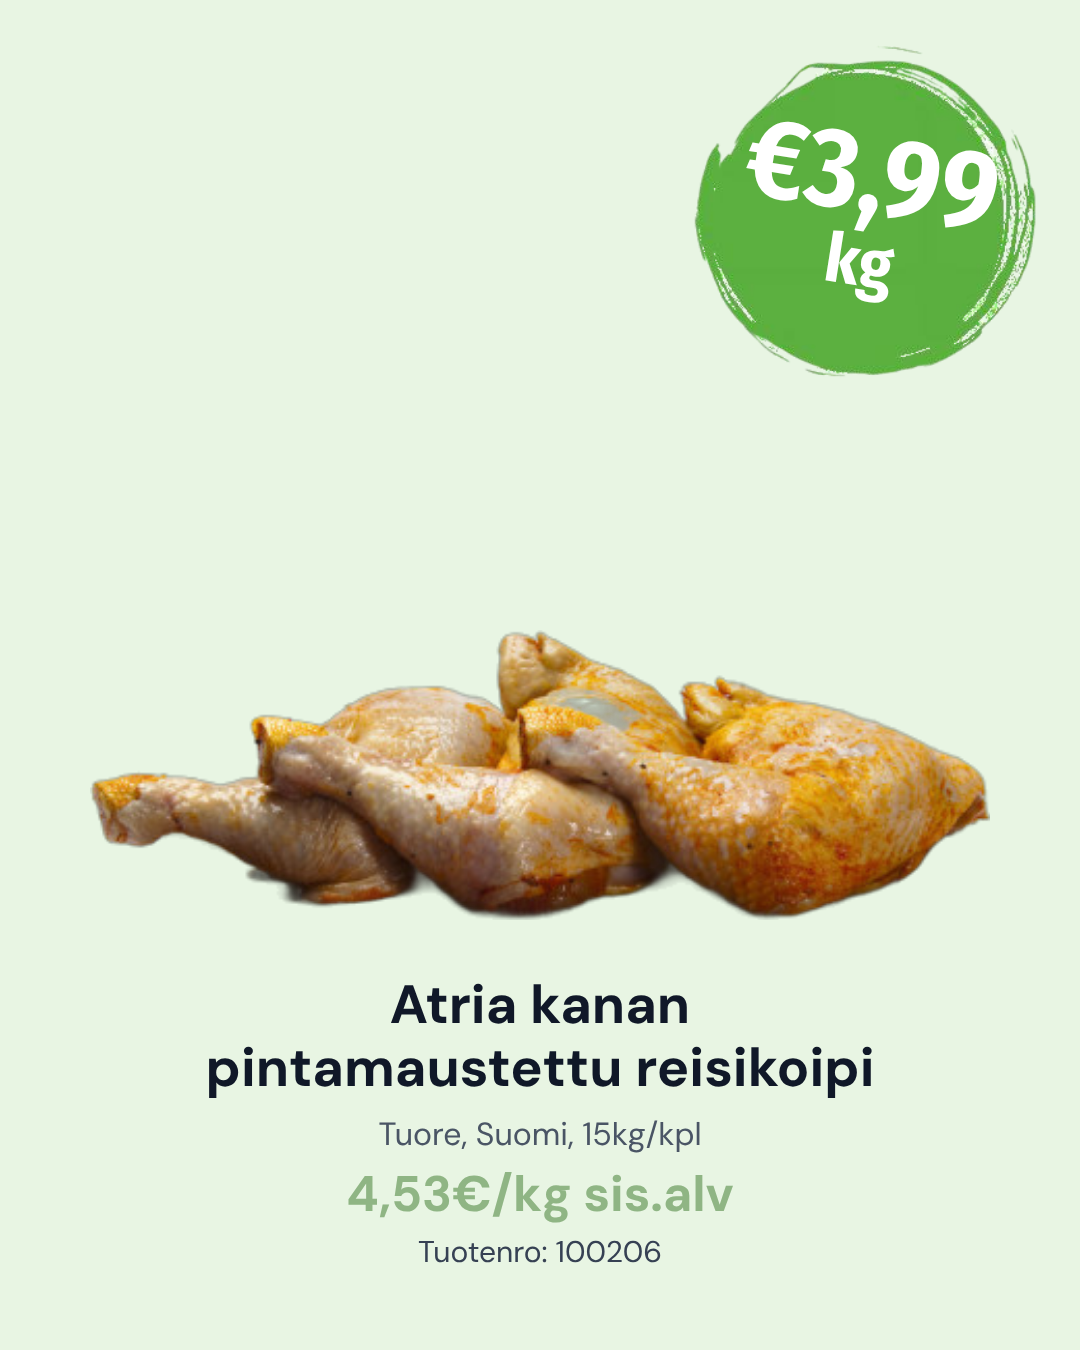 €3,99
kg
Atria kanan
pintamaustettu reisikoipi
Tuore, Suomi, 15kg/kpl
4,53€/kg sis.alv
Tuotenro: 100206